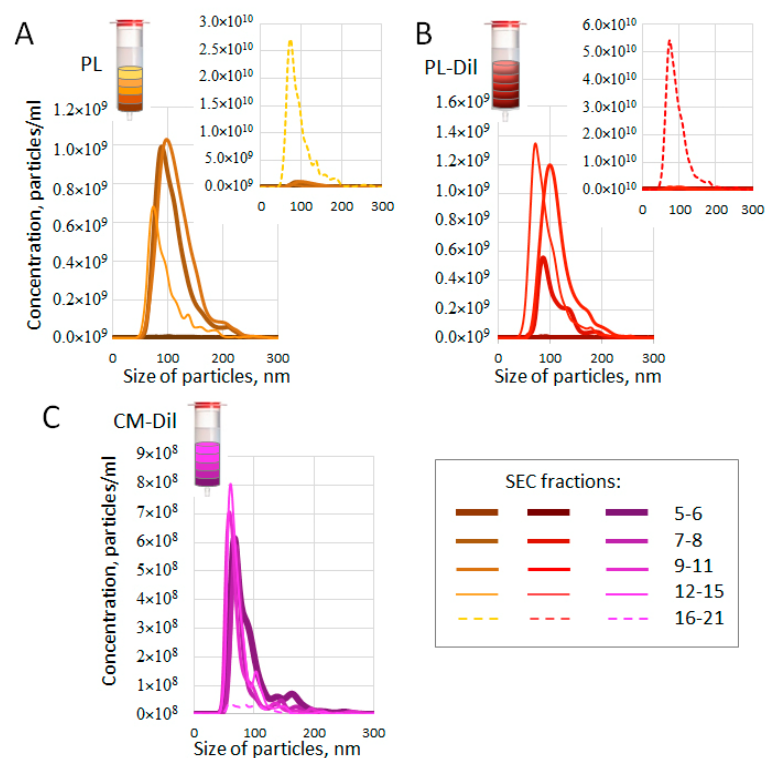 A
PL
Concentration, particles/ml
1.2×10⁹
1.0×10⁹
0.8×10⁹
0.6×10⁹
0.4×10⁹
0.2×10⁹
0.0×10⁹
0 100 200 300
Size of particles, nm
3.0×10¹⁰
2.5×10¹⁰
2.0×10¹⁰
1.5×10¹⁰
1.0×10¹⁰
5.0×10⁹
0.0×10⁹
0 100 200 300
B
PL-Dil
1.6×10⁹
1.4×10⁹
1.2×10⁹
1.0×10⁹
0.8×10⁹
0.6×10⁹
0.4×10⁹
0.2×10⁹
0.0×10⁹
0 100 200 300
Size of particles, nm
6.0×10¹⁰
5.0×10¹⁰
4.0×10¹⁰
3.0×10¹⁰
2.0×10¹⁰
1.0×10¹⁰
0.0×10¹⁰
0 100 200 300
C
CM-Dil
Concentration, particles/ml
9×10⁸
8×10⁸
7×10⁸
6×10⁸
5×10⁸
4×10⁸
3×10⁸
2×10⁸
1×10⁸
0×10⁸
0 100 200 300
Size of particles, nm
SEC fractions:
5-6
7-8
9-11
12-15
16-21